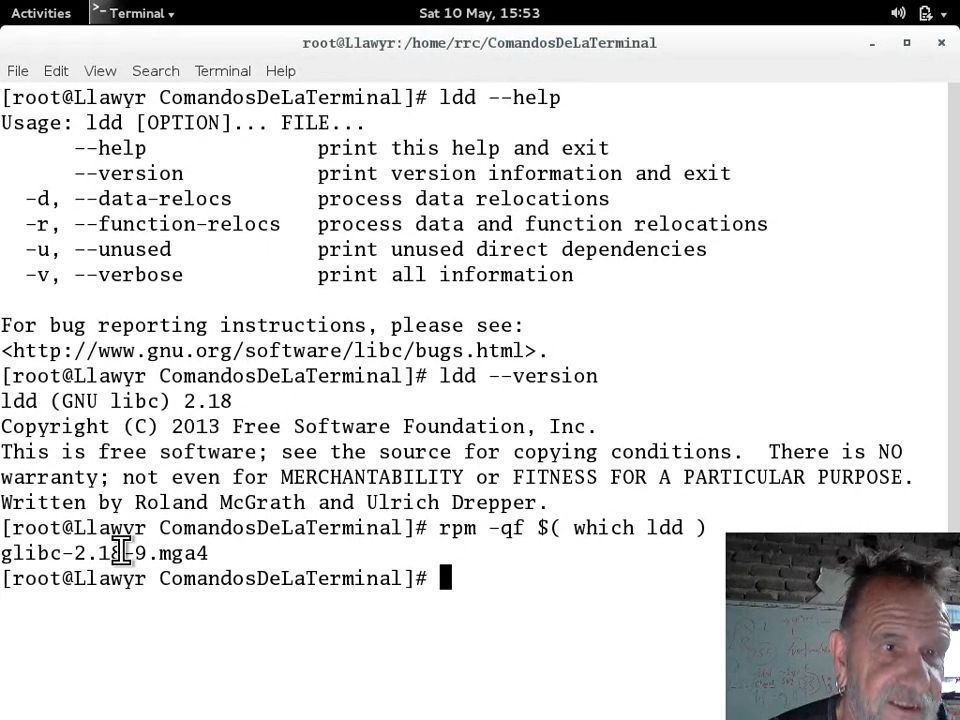 Activities Terminal Sat 10 May, 15:53
root@Llawyr:/home/rrc/ComandosDeLaTerminal
File Edit View Search Terminal Help
[root@Llawyr ComandosDeLaTerminal]# ldd --help
Usage: ldd [OPTION]... FILE...
--help print this help and exit
--version print version information and exit
-d, --data-relocs process data relocations
-r, --function-relocs process data and function relocations
-u, --unused print unused direct dependencies
-v, --verbose print all information
For bug reporting instructions, please see:
<http://www.gnu.org/software/libc/bugs.html>.
[root@Llawyr ComandosDeLaTerminal]# ldd --version
ldd (GNU libc) 2.18
Copyright (C) 2013 Free Software Foundation, Inc.
This is free software; see the source for copying conditions.  There is NO
warranty; not even for MERCHANTABILITY or FITNESS FOR A PARTICULAR PURPOSE.
Written by Roland McGrath and Ulrich Drepper.
[root@Llawyr ComandosDeLaTerminal]# rpm -qf $( which ldd )
glibc-2.18-9.mga4
[root@Llawyr ComandosDeLaTerminal]#